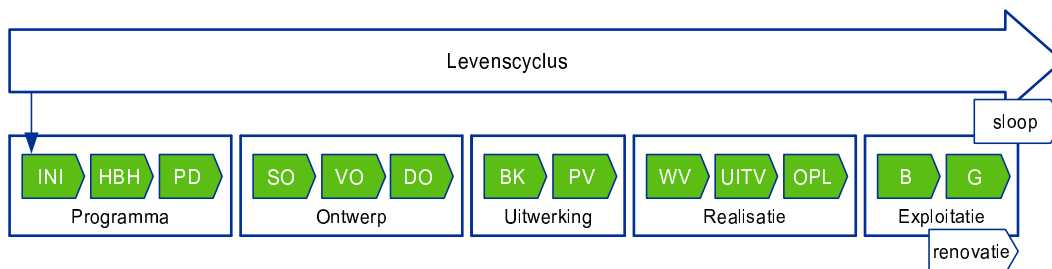 Levenscyclus
sloop
INI HBH PD SO VO DO BK PV WV UITV OPL B G
Programma Ontwerp Uitwerking Realisatie Exploitatie
renovatie